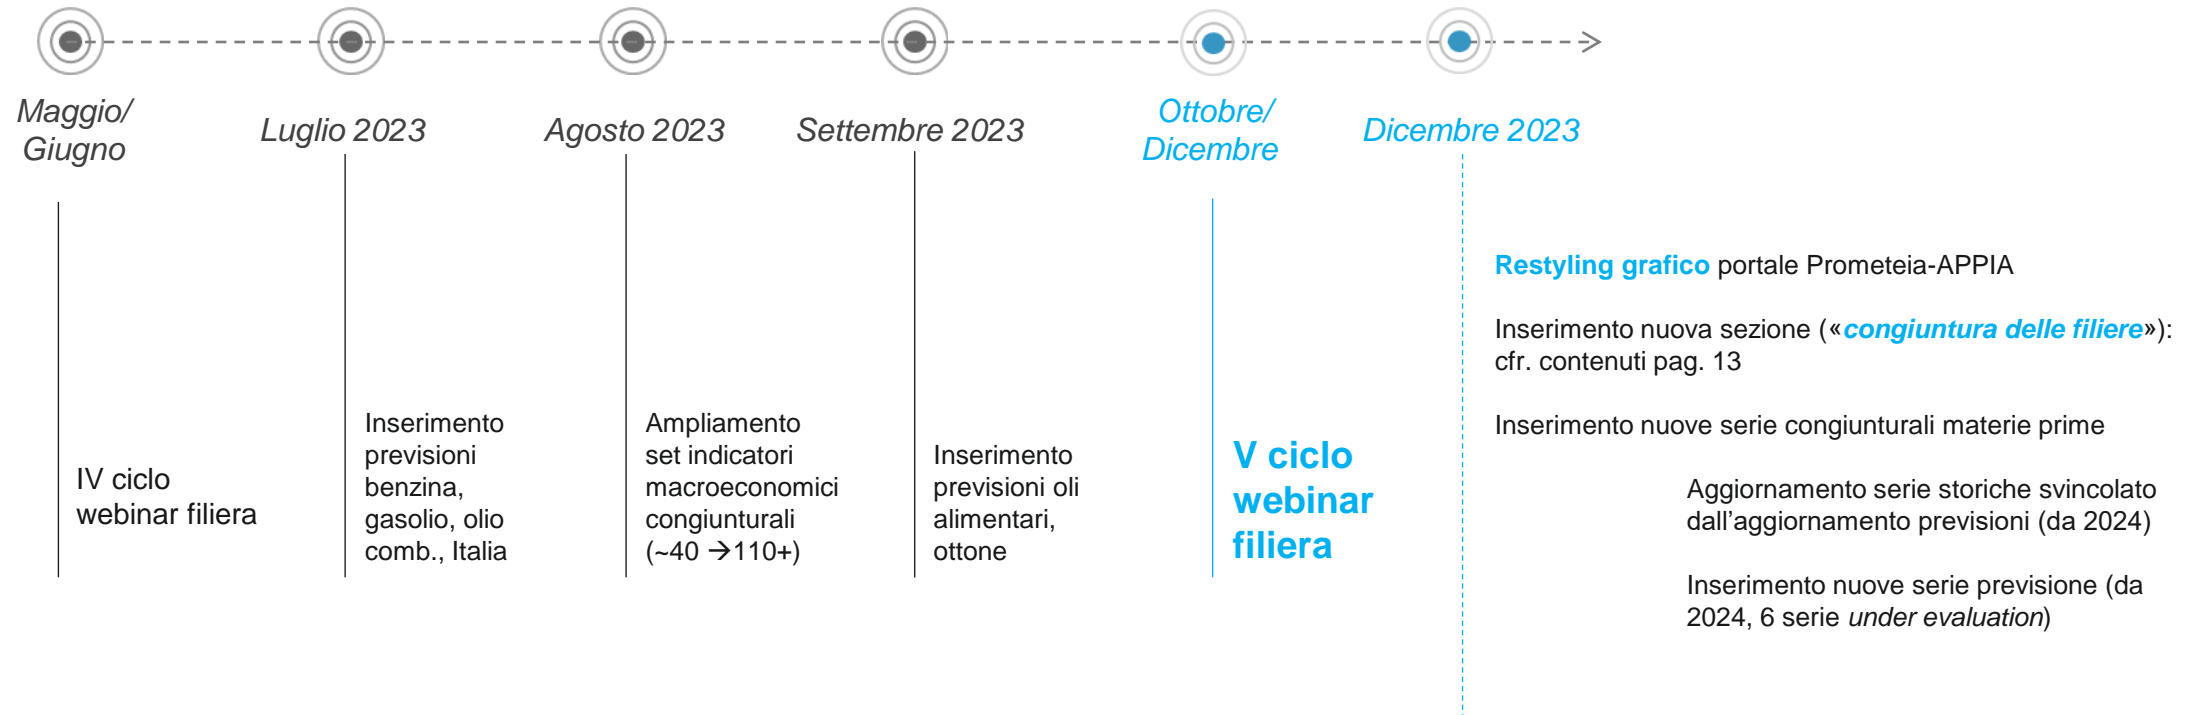 Maggio/
Giugno
Luglio 2023
Agosto 2023
Settembre 2023
Ottobre/
Dicembre
Dicembre 2023
IV ciclo
webinar filiera
Inserimento
previsioni
benzina,
gasolio, olio
comb., Italia
Ampliamento
set indicatori
macroeconomici
congiunturali
(~40 →110+)
Inserimento
previsioni oli
alimentari,
ottone
V ciclo
webinar
filiera
Restyling grafico portale Prometeia-APPIA
Inserimento nuova sezione («congiuntura delle filiere»):
cfr. contenuti pag. 13
Inserimento nuove serie congiunturali materie prime
Aggiornamento serie storiche svincolato
dall’aggiornamento previsioni (da 2024)
Inserimento nuove serie previsione (da
2024, 6 serie under evaluation)